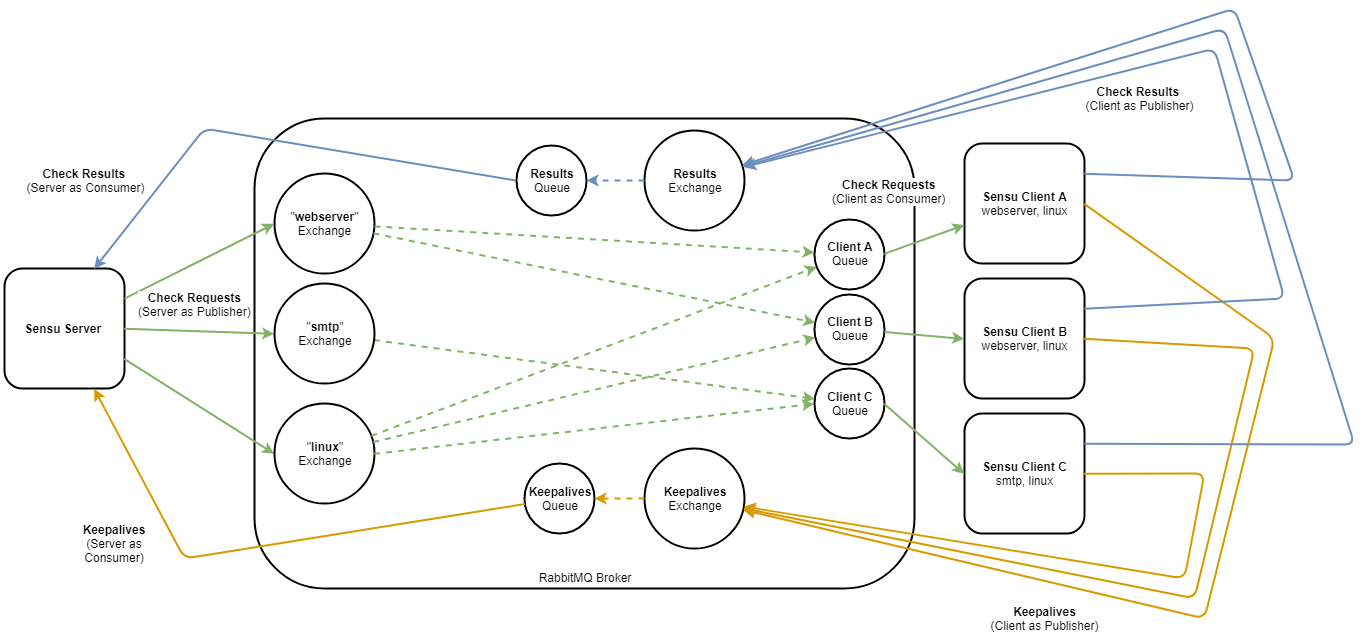 Check Results
(Client as Publisher)
Check Results
(Server as Consumer)
Results
Queue
Results
Exchange
Check Requests
(Client as Consumer)
Sensu Client A
webserver, linux
"webserver"
Exchange
Client A
Queue
Check Requests
(Server as Publisher)
Sensu Server
"smtp"
Exchange
Client B
Queue
Sensu Client B
webserver, linux
Client C
Queue
"linux"
Exchange
Sensu Client C
smtp, linux
Keepalives
Queue
Keepalives
Exchange
Keepalives
(Server as
Consumer)
RabbitMQ Broker
Keepalives
(Client as Publisher)